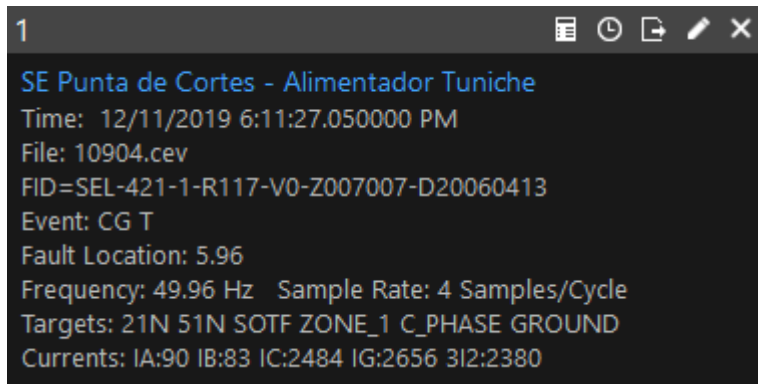 1
SE Punta de Cortes - Alimentador Tuniche
Time: 12/11/2019 6:11:27.050000 PM
File: 10904.cev
FID=SEL-421-1-R117-V0-Z007007-D20060413
Event: CG T
Fault Location: 5.96
Frequency: 49.96 Hz Sample Rate: 4 Samples/Cycle
Targets: 21N 51N SOTF ZONE_1 C_PHASE GROUND
Currents: IA:90 IB:83 IC:2484 IG:2656 3I2:2380